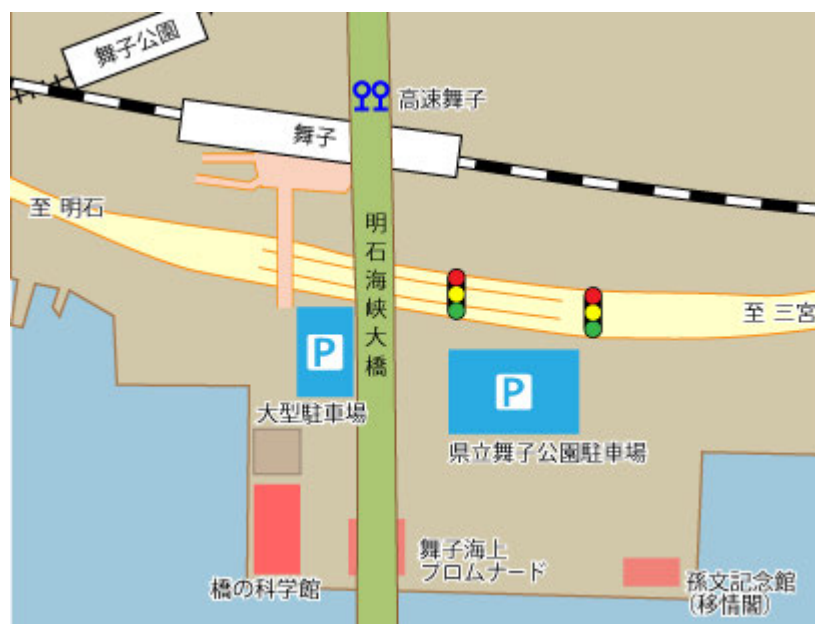 舞子公園
高速舞子
舞子
至 明石
明石海峡大橋
至 三宮
P
P
大型駐車場
県立舞子公園駐車場
舞子海上
プロムナード
橋の科学館
孫文記念館
(移情閣)